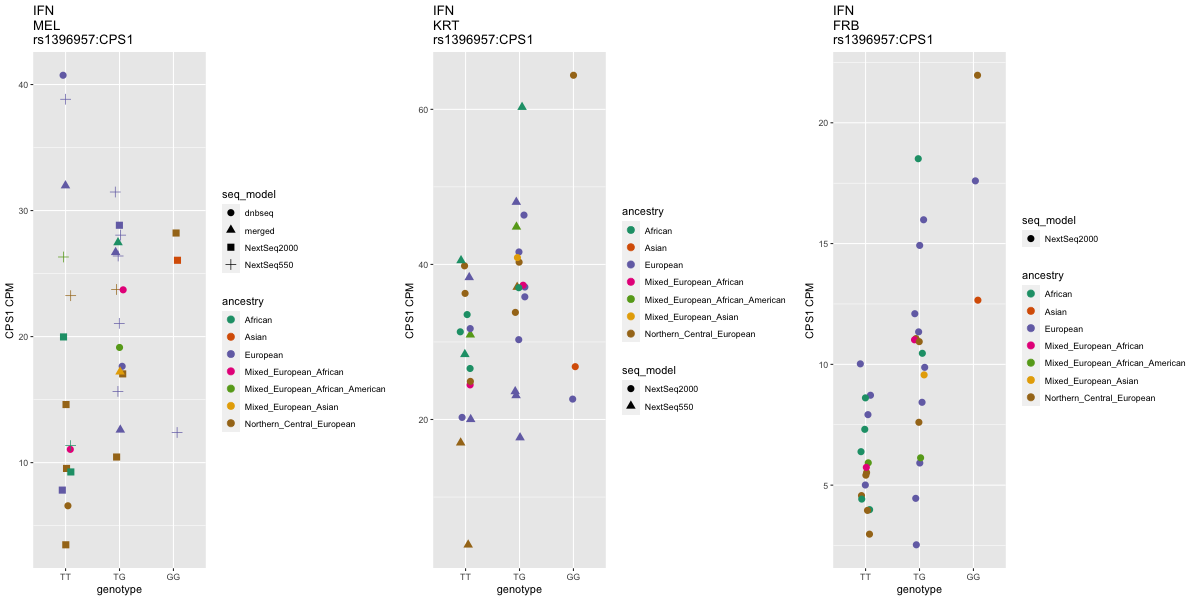 IFN
MEL
rs1396957:CPS1
40
30
20
10
CPS1 CPM
TT
TG
GG
genotype
seq_model
dnbseq
merged
NextSeq2000
NextSeq550
ancestry
African
Asian
European
Mixed_European_African
Mixed_European_African_American
Mixed_European_Asian
Northern_Central_European
IFN
KRT
rs1396957:CPS1
60
40
20
CPS1 CPM
TT
TG
GG
genotype
ancestry
African
Asian
European
Mixed_European_African
Mixed_European_African_American
Mixed_European_Asian
Northern_Central_European
seq_model
NextSeq2000
NextSeq550
IFN
FRB
rs1396957:CPS1
20
15
10
5
CPS1 CPM
TT
TG
GG
genotype
seq_model
NextSeq2000
ancestry
African
Asian
European
Mixed_European_African
Mixed_European_African_American
Mixed_European_Asian
Northern_Central_European